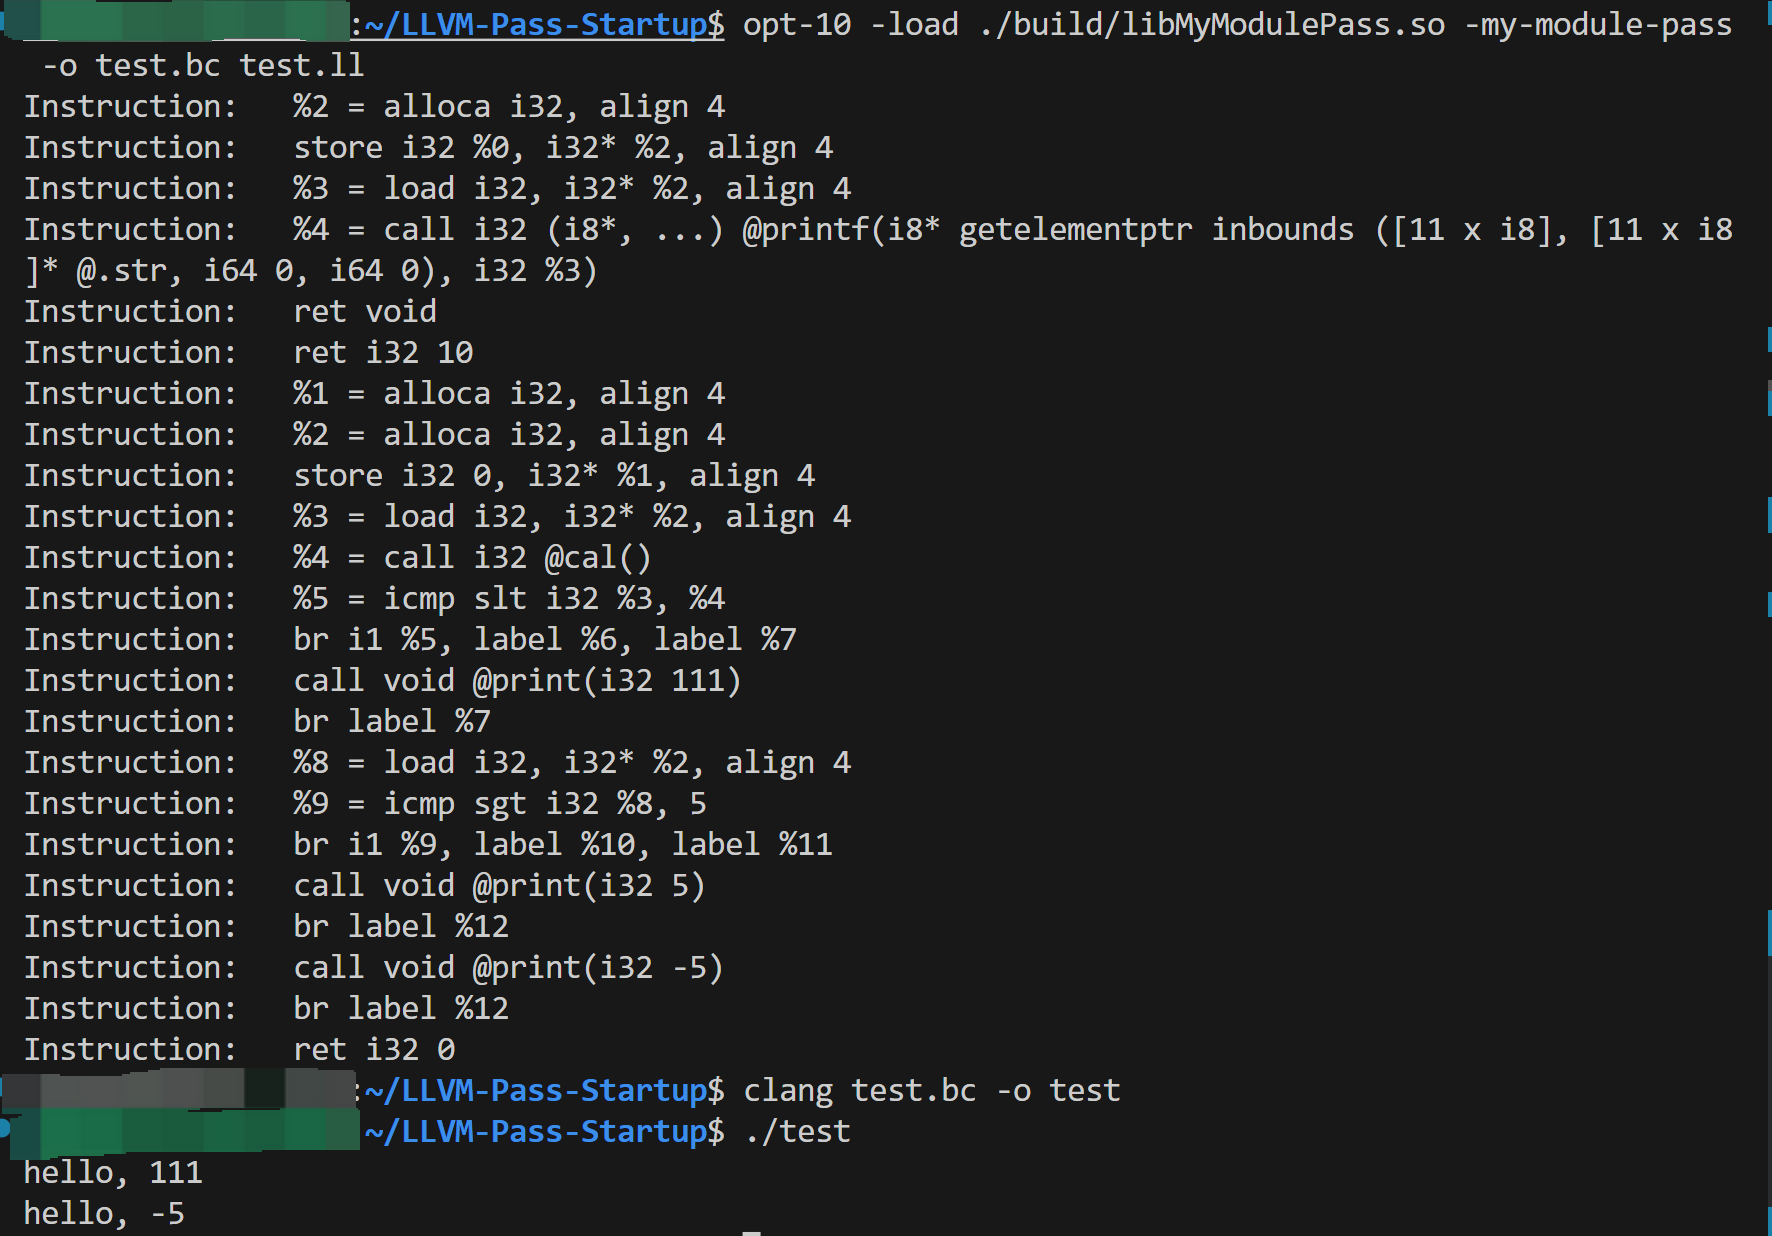 :~/LLVM-Pass-Startup$ opt-10 -load ./build/libMyModulePass.so -my-module-pass
 -o test.bc test.ll
Instruction:   %2 = alloca i32, align 4
Instruction:   store i32 %0, i32* %2, align 4
Instruction:   %3 = load i32, i32* %2, align 4
Instruction:   %4 = call i32 (i8*, ...) @printf(i8* getelementptr inbounds ([11 x i8], [11 x i8
]* @.str, i64 0, i64 0), i32 %3)
Instruction:   ret void
Instruction:   ret i32 10
Instruction:   %1 = alloca i32, align 4
Instruction:   %2 = alloca i32, align 4
Instruction:   store i32 0, i32* %1, align 4
Instruction:   %3 = load i32, i32* %2, align 4
Instruction:   %4 = call i32 @cal()
Instruction:   %5 = icmp slt i32 %3, %4
Instruction:   br i1 %5, label %6, label %7
Instruction:   call void @print(i32 111)
Instruction:   br label %7
Instruction:   %8 = load i32, i32* %2, align 4
Instruction:   %9 = icmp sgt i32 %8, 5
Instruction:   br i1 %9, label %10, label %11
Instruction:   call void @print(i32 5)
Instruction:   br label %12
Instruction:   call void @print(i32 -5)
Instruction:   br label %12
Instruction:   ret i32 0
:~/LLVM-Pass-Startup$ clang test.bc -o test
~/LLVM-Pass-Startup$ ./test
hello, 111
hello, -5